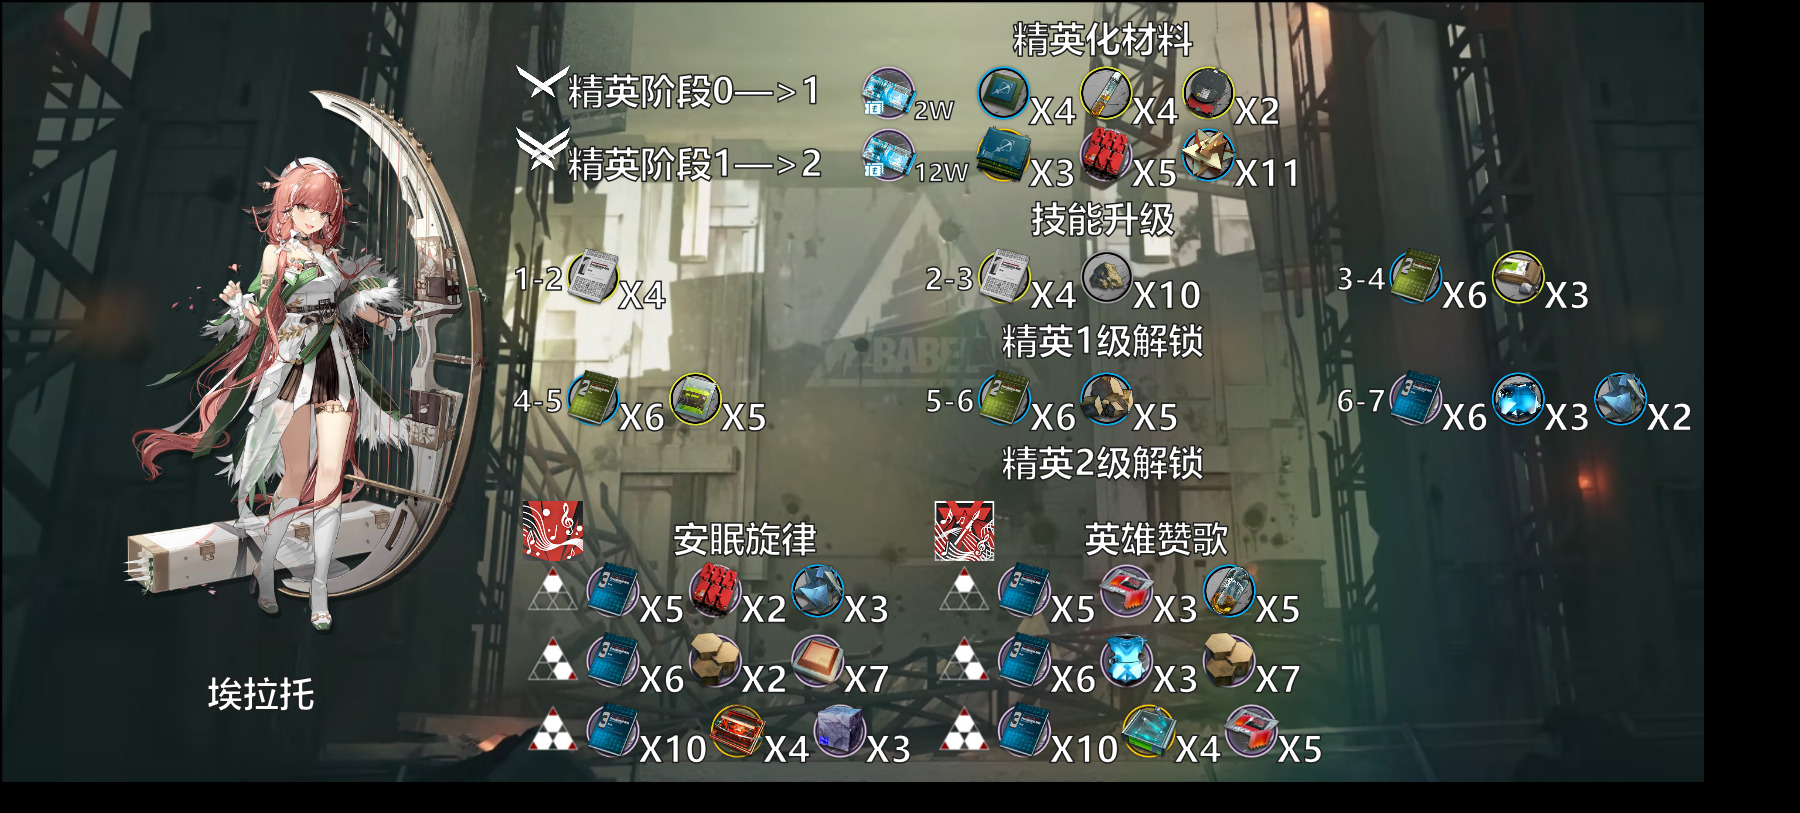 精英化材料
精英阶段0—>1 2W X4 X4 X2
精英阶段1—>2 12W X3 X5 X11
技能升级
1-2 X4 2-3 X4 X10 3-4 X6 X3
精英1级解锁
BABEL
4-5 X6 X5 5-6 X6 X5 6-7 X6 X3 X2
精英2级解锁
安眠旋律 英雄赞歌
X5 X2 X3 X5 X3 X5
X6 X2 X7 X6 X3 X7
埃拉托
X10 X4 X3 X10 X4 X5